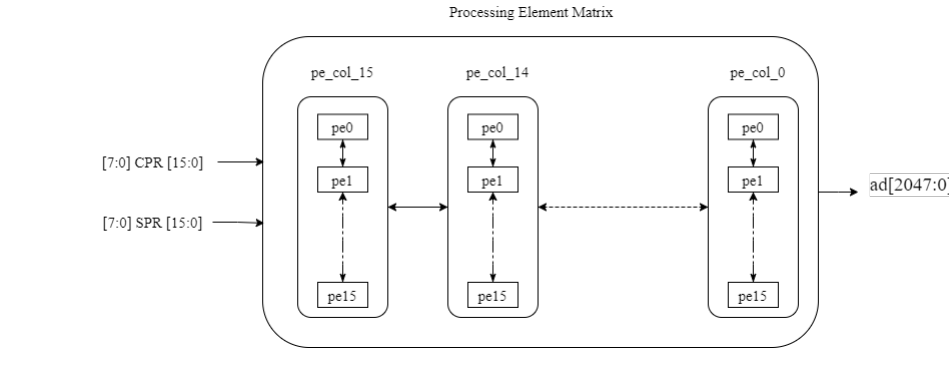 Processing Element Matrix
pe_col_15
pe_col_14
pe_col_0
pe0
pe0
pe0
[7:0] CPR [15:0]
pe1
pe1
pe1
ad[2047:0]
[7:0] SPR [15:0]
pe15
pe15
pe15